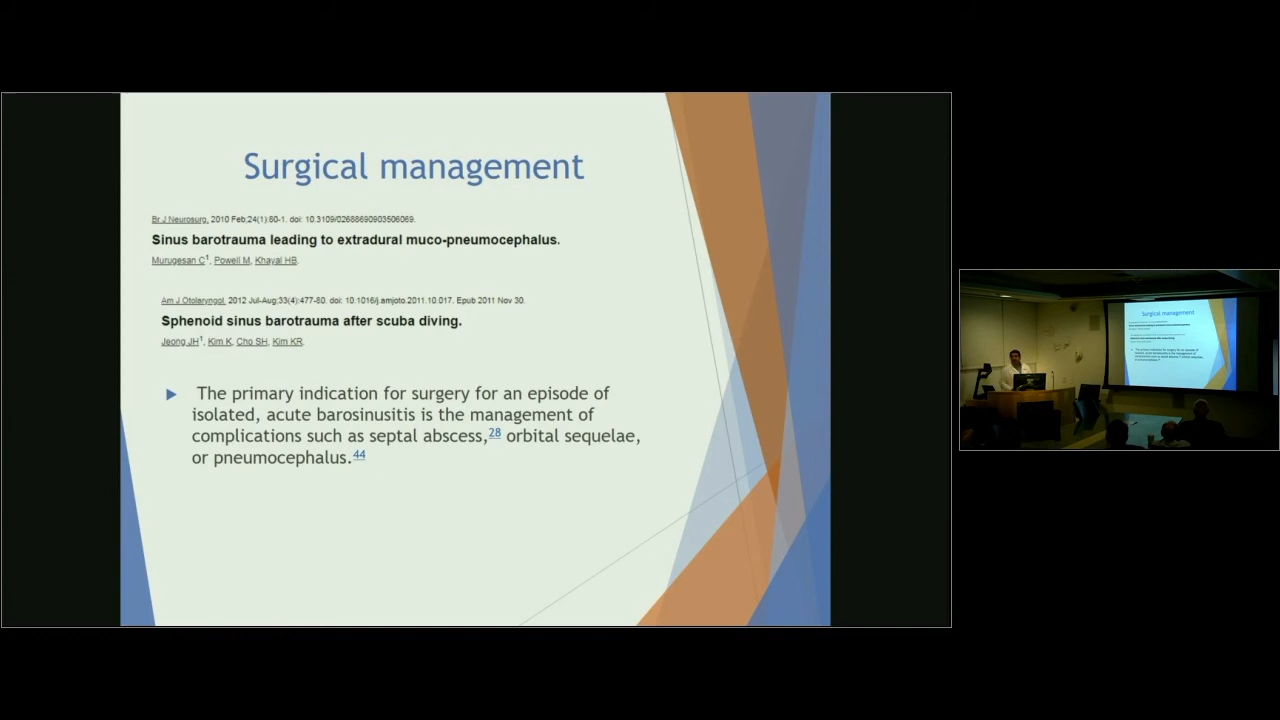 Surgical management
Br J Neurosurg. 2010 Feb;24(1):80-1. doi: 10.3109/02688690903506069.
Sinus barotrauma leading to extradural muco-pneumocephalus.
Murugesan C1, Powell M, Khayal HB.
Am J Otolaryngol. 2012 Jul-Aug;33(4):477-80. doi: 10.1016/j.amjoto.2011.10.017. Epub 2011 Nov 30.
Sphenoid sinus barotrauma after scuba diving.
Jeong JH1, Kim K, Cho SH, Kim KR.
The primary indication for surgery for an episode of
isolated, acute barosinusitis is the management of
complications such as septal abscess,28 orbital sequelae,
or pneumocephalus.44
Surgical management